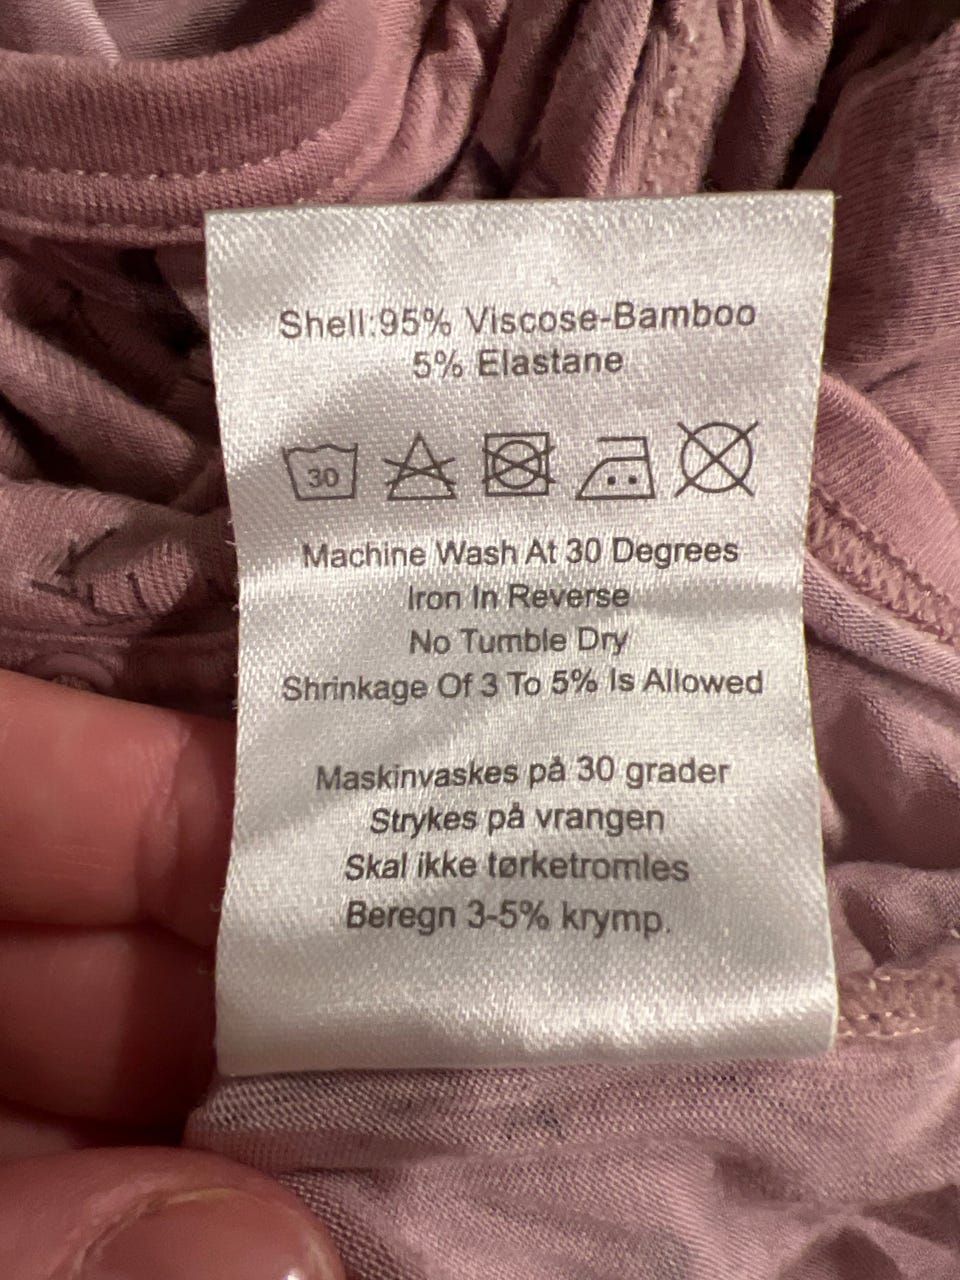 Shell:95% Viscose-Bamboo
5% Elastane
30
Machine Wash At 30 Degrees
Iron In Reverse
No Tumble Dry
Shrinkage Of 3 To 5% Is Allowed
Maskinvaskes på 30 grader
Strykes på vrangen
Skal ikke tørketromles
Beregn 3-5% krymp.